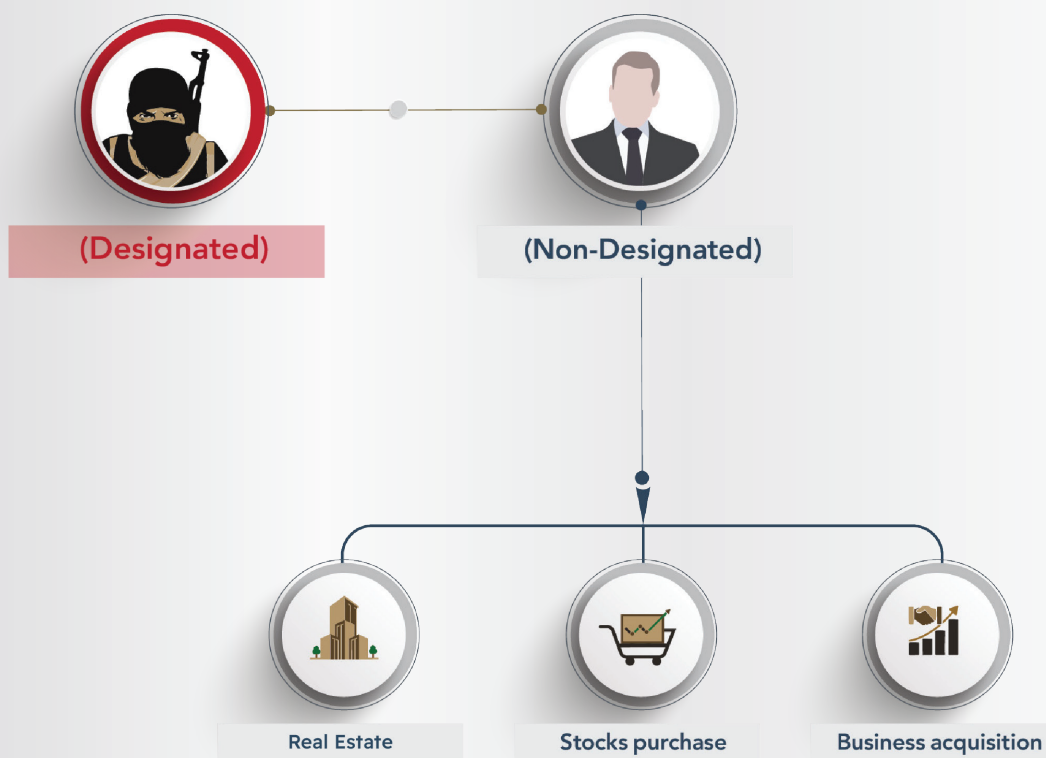 (Designated)
(Non-Designated)
Real Estate
Stocks purchase
Business acquisition